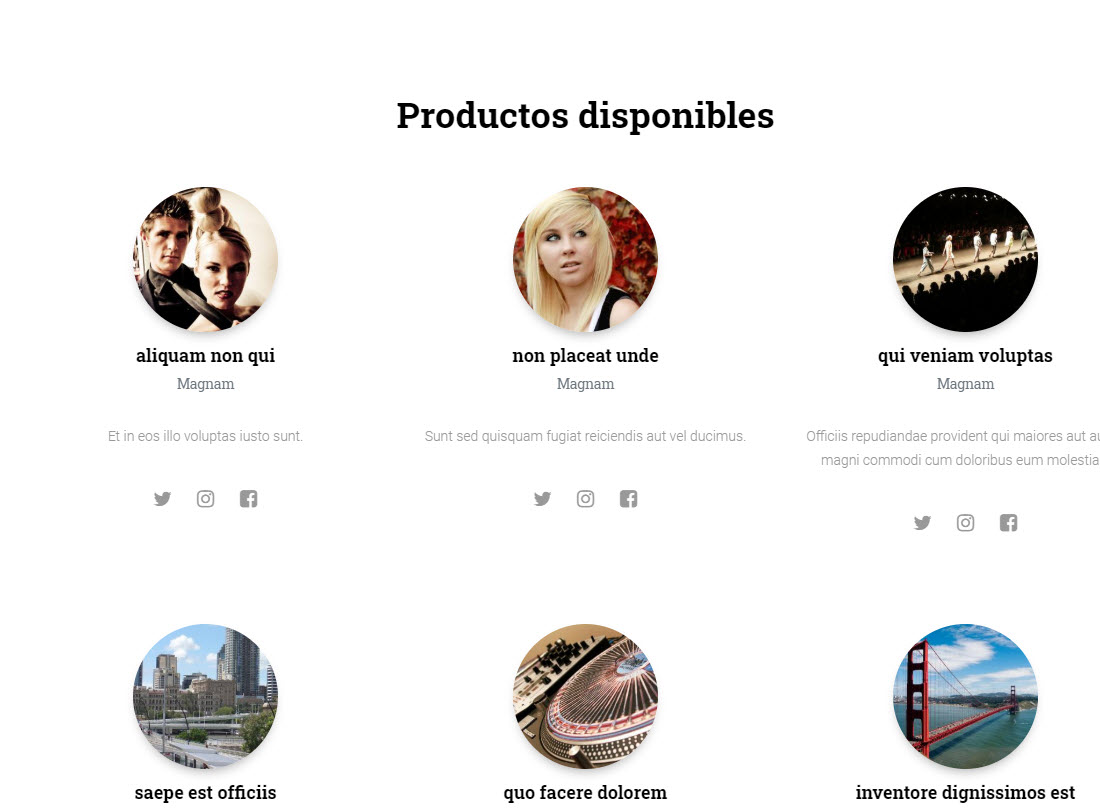 Productos disponibles
aliquam non qui
Magnam
Et in eos illo voluptas iusto sunt.
non placeat unde
Magnam
Sunt sed quisquam fugiat reiciendis aut vel ducimus.
qui veniam voluptas
Magnam
Officiis repudiandae provident qui maiores aut
magni commodi cum doloribus eum molestia
saepe est officiis
quo facere dolorem
inventore dignissimos est